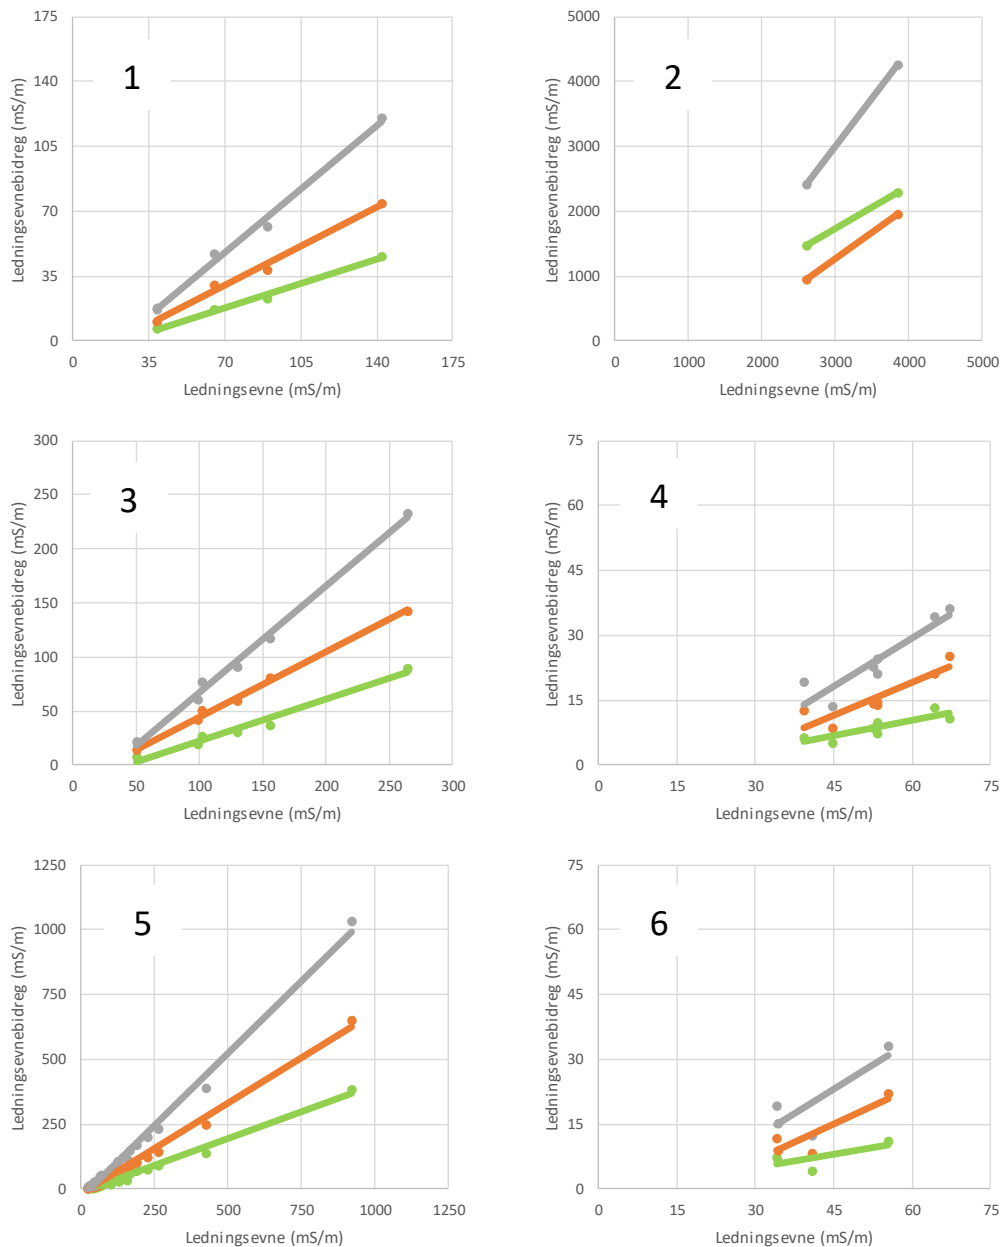 175
140
105
70
35
0
Ledningsevnebidreg (mS/m)
1
0 35 70 105 140 175
Ledningsevne (mS/m)
5000
4000
3000
2000
1000
0
Ledningsevnebidreg (mS/m)
2
0 1000 2000 3000 4000 5000
Ledningsevne (mS/m)
300
250
200
150
100
50
0
Ledningsevnebidreg (mS/m)
3
0 50 100 150 200 250 300
Ledningsevne (mS/m)
75
60
45
30
15
0
Ledningsevnebidreg (mS/m)
4
0 15 30 45 60 75
Ledningsevne (mS/m)
1250
1000
750
500
250
0
Ledningsevnebidreg (mS/m)
5
0 250 500 750 1000 1250
Ledningsevne (mS/m)
75
60
45
30
15
0
Ledningsevnebidreg (mS/m)
6
0 15 30 45 60 75
Ledningsevne (mS/m)